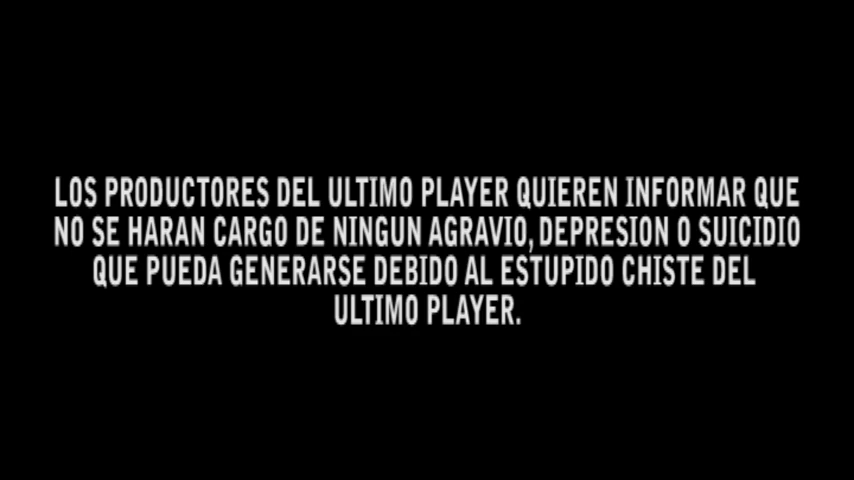 LOS PRODUCTORES DEL ULTIMO PLAYER QUIEREN INFORMAR QUE
NO SE HARAN CARGO DE NINGUN AGRAVIO, DEPRESION O SUICIDIO
QUE PUEDA GENERARSE DEBIDO AL ESTUPIDO CHISTE DEL
ULTIMO PLAYER.